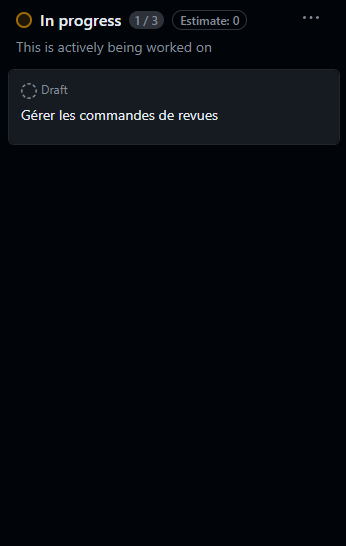 In progress 1 / 3 Estimate: 0 ...
This is actively being worked on
Draft
Gérer les commandes de revues